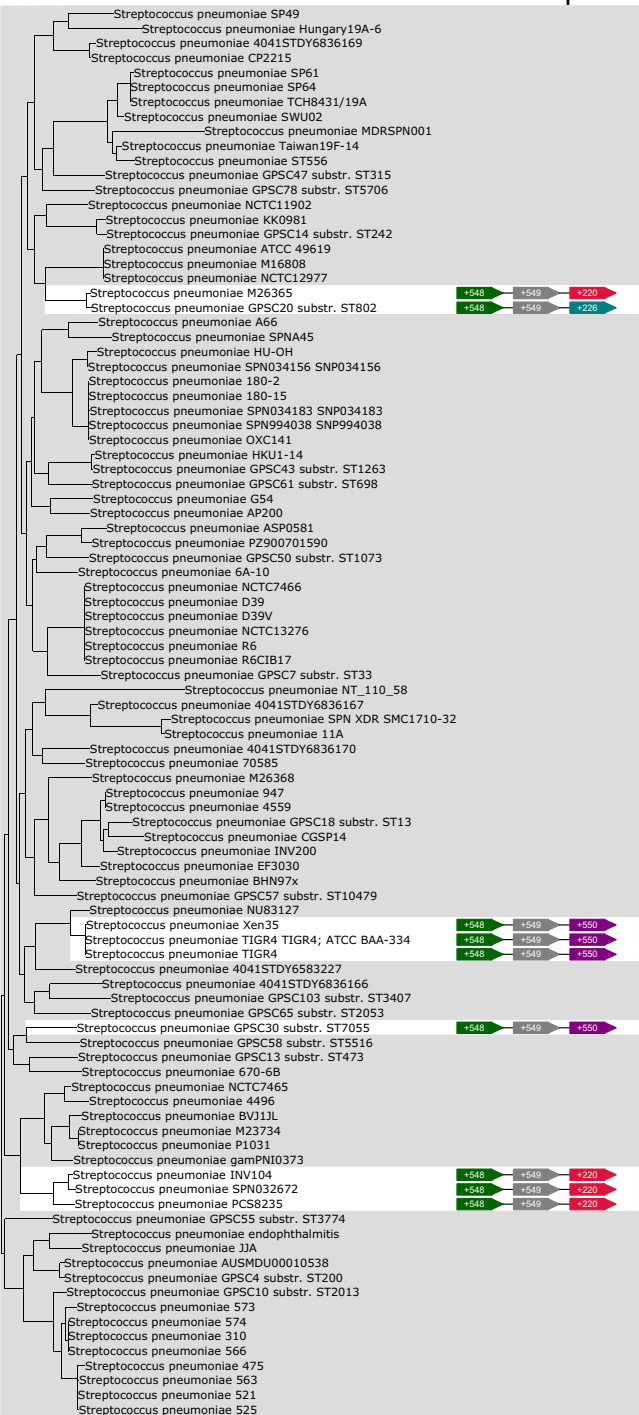 Streptococcus pneumoniae SP49
Streptococcus pneumoniae Hungary19A-6
Streptococcus pneumoniae 4041STDY6836169
Streptococcus pneumoniae CP2215
Streptococcus pneumoniae SP61
Streptococcus pneumoniae SP64
Streptococcus pneumoniae TCH8431/19A
Streptococcus pneumoniae SWU02
Streptococcus pneumoniae MDRSPN001
Streptococcus pneumoniae Taiwan19F-14
Streptococcus pneumoniae ST556
Streptococcus pneumoniae GPSC47 substr. ST315
Streptococcus pneumoniae GPSC78 substr. ST5706
Streptococcus pneumoniae NCTC11902
Streptococcus pneumoniae KK0981
Streptococcus pneumoniae GPSC14 substr. ST242
Streptococcus pneumoniae ATCC 49619
Streptococcus pneumoniae M16808
Streptococcus pneumoniae NCTC12977
Streptococcus pneumoniae M26365 +548 +549 +220
Streptococcus pneumoniae GPSC20 substr. ST802 +548 +549 +226
Streptococcus pneumoniae A66
Streptococcus pneumoniae SPNA45
Streptococcus pneumoniae HU-OH
Streptococcus pneumoniae SPN034156 SNP034156
Streptococcus pneumoniae 180-2
Streptococcus pneumoniae 180-15
Streptococcus pneumoniae SPN034183 SNP034183
Streptococcus pneumoniae SPN994038 SNP994038
Streptococcus pneumoniae OXC141
Streptococcus pneumoniae HKU1-14
Streptococcus pneumoniae GPSC43 substr. ST1263
Streptococcus pneumoniae GPSC61 substr. ST698
Streptococcus pneumoniae G54
Streptococcus pneumoniae AP200
Streptococcus pneumoniae ASP0581
Streptococcus pneumoniae PZ900701590
Streptococcus pneumoniae GPSC50 substr. ST1073
Streptococcus pneumoniae 6A-10
Streptococcus pneumoniae NCTC7466
Streptococcus pneumoniae D39
Streptococcus pneumoniae D39V
Streptococcus pneumoniae NCTC13276
Streptococcus pneumoniae R6
Streptococcus pneumoniae R6CIB17
Streptococcus pneumoniae GPSC7 substr. ST33
Streptococcus pneumoniae NT_110_58
Streptococcus pneumoniae 4041STDY6836167
Streptococcus pneumoniae SPN XDR SMC1710-32
Streptococcus pneumoniae 11A
Streptococcus pneumoniae 4041STDY6836170
Streptococcus pneumoniae 70585
Streptococcus pneumoniae M26368
Streptococcus pneumoniae 947
Streptococcus pneumoniae 4559
Streptococcus pneumoniae GPSC18 substr. ST13
Streptococcus pneumoniae CGSP14
Streptococcus pneumoniae INV200
Streptococcus pneumoniae EF3030
Streptococcus pneumoniae BHN97x
Streptococcus pneumoniae GPSC57 substr. ST10479
Streptococcus pneumoniae NU83127
Streptococcus pneumoniae Xen35 +548 +549 +550
Streptococcus pneumoniae TIGR4 TIGR4; ATCC BAA-334 +548 +549 +550
Streptococcus pneumoniae TIGR4 +548 +549 +550
Streptococcus pneumoniae 4041STDY6583227
Streptococcus pneumoniae 4041STDY6836166
Streptococcus pneumoniae GPSC103 substr. ST3407
Streptococcus pneumoniae GPSC65 substr. ST2053
Streptococcus pneumoniae GPSC30 substr. ST7055 +548 +549 +550
Streptococcus pneumoniae GPSC58 substr. ST5516
Streptococcus pneumoniae GPSC13 substr. ST473
Streptococcus pneumoniae 670-6B
Streptococcus pneumoniae NCTC7465
Streptococcus pneumoniae 4496
Streptococcus pneumoniae BVJ1JL
Streptococcus pneumoniae M23734
Streptococcus pneumoniae P1031
Streptococcus pneumoniae gamPNI0373
Streptococcus pneumoniae INV104 +548 +549 +220
Streptococcus pneumoniae SPN032672 +548 +549 +220
Streptococcus pneumoniae PCS8235 +548 +549 +220
Streptococcus pneumoniae GPSC55 substr. ST3774
Streptococcus pneumoniae endophthalmitis
Streptococcus pneumoniae JJA
Streptococcus pneumoniae AUSMDU00010538
Streptococcus pneumoniae GPSC4 substr. ST200
Streptococcus pneumoniae GPSC10 substr. ST2013
Streptococcus pneumoniae 573
Streptococcus pneumoniae 574
Streptococcus pneumoniae 310
Streptococcus pneumoniae 566
Streptococcus pneumoniae 475
Streptococcus pneumoniae 563
Streptococcus pneumoniae 521
Streptococcus pneumoniae 525